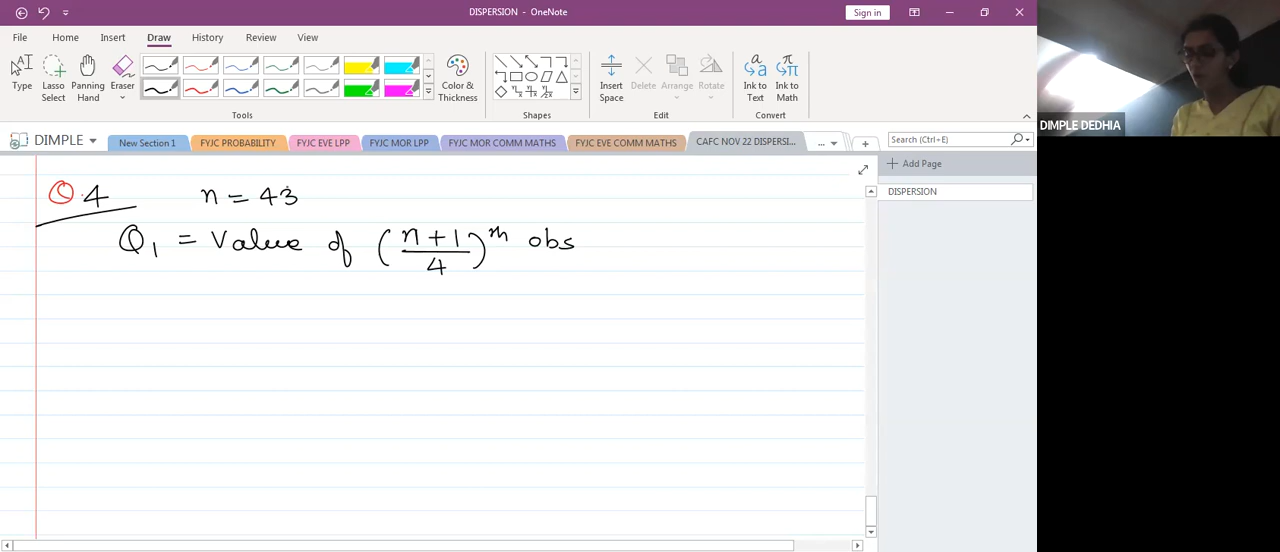 DISPERSION - OneNote
Sign in
File Home Insert Draw History Review View
Type
Lasso Select
Panning Hand
Eraser
Color & Thickness
Insert Space
Delete
Arrange
Rotate
Ink to Text
Ink to Math
Tools
Shapes
Edit
Convert
DIMPLE
New Section 1
FYJC PROBABILITY
FYJC EVE LPP
FYJC MOR LPP
FYJC MOR COMM MATHS
FYJC EVE COMM MATHS
CAFC NOV 22 DISPERSI...
...
Search (Ctrl+E)
Add Page
DISPERSION
DIMPLE DEDHIA
Q.4 n = 43
Q₁ = Value of ((n+1)/4)ᵗʰ obs